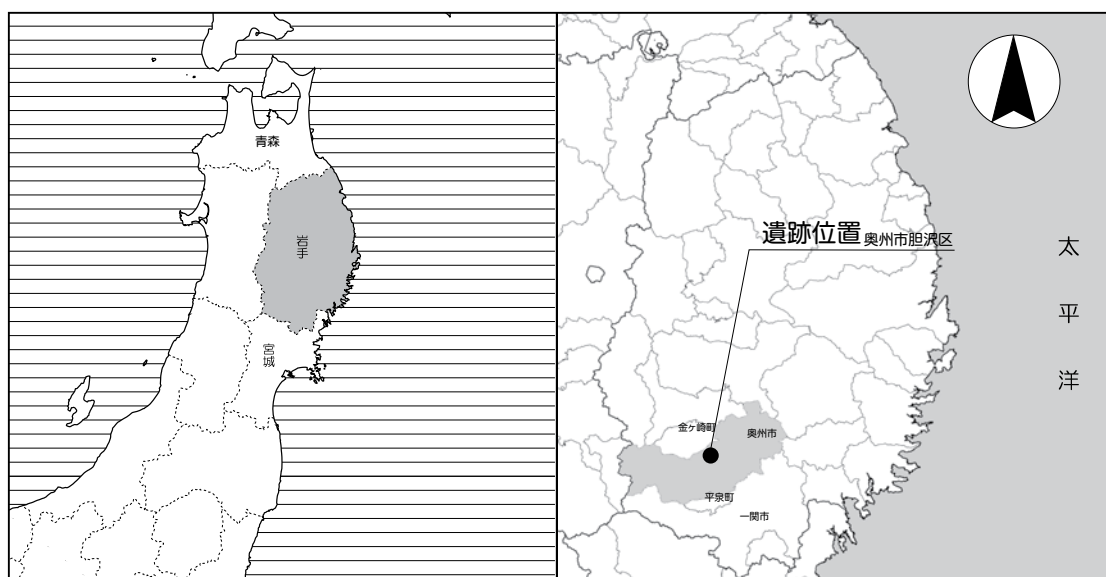 青森
岩手
宮城
遺跡位置 奥州市胆沢区
太平洋
金ヶ崎町
奥州市
平泉町
一関市